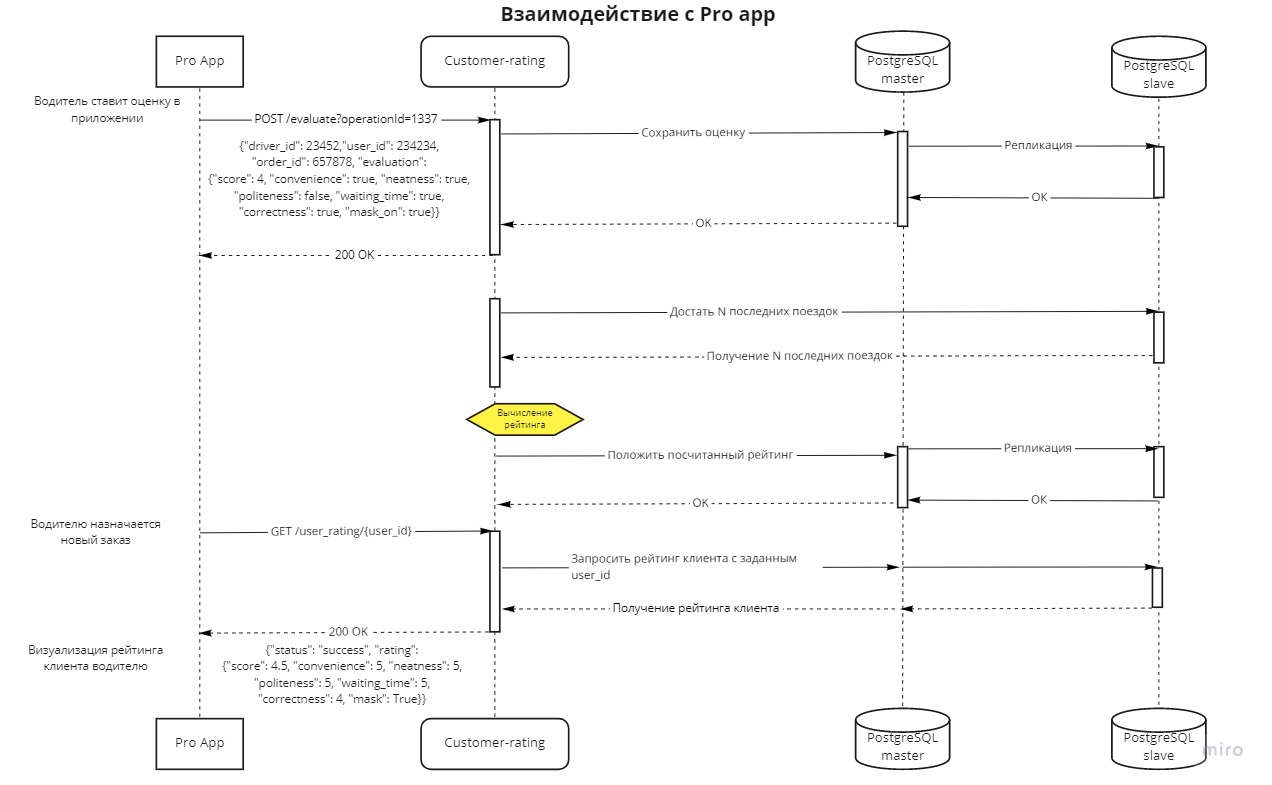 Взаимодействие с Pro app
Pro App
Customer-rating
PostgreSQL
master
PostgreSQL
slave
Водитель ставит оценку в
приложении
POST /evaluate?operationId=1337
{"driver_id": 23452,"user_id": 234234,
"order_id": 657878, "evaluation":
{"score": 4, "convenience": true, "neatness": true,
"politeness": false, "waiting_time": true,
"correctness": true, "mask_on": true}}
Сохранить оценку
Репликация
ОК
OK
200 OK
Достать N последних поездок
Получение N последних поездок
Вычисление
рейтинга
Положить посчитанный рейтинг
Репликация
ОК
OK
Водителю назначается
новый заказ
GET /user_rating/{user_id}
Запросить рейтинг клиента с заданным
user_id
Получение рейтинга клиента
200 OK
Визуализация рейтинга
клиента водителю
{"status": "success", "rating":
{"score": 4.5, "convenience": 5, "neatness": 5,
"politeness": 5, "waiting_time": 5,
"correctness": 4, "mask": True}}
Pro App
Customer-rating
PostgreSQL
master
PostgreSQL
slave
miro